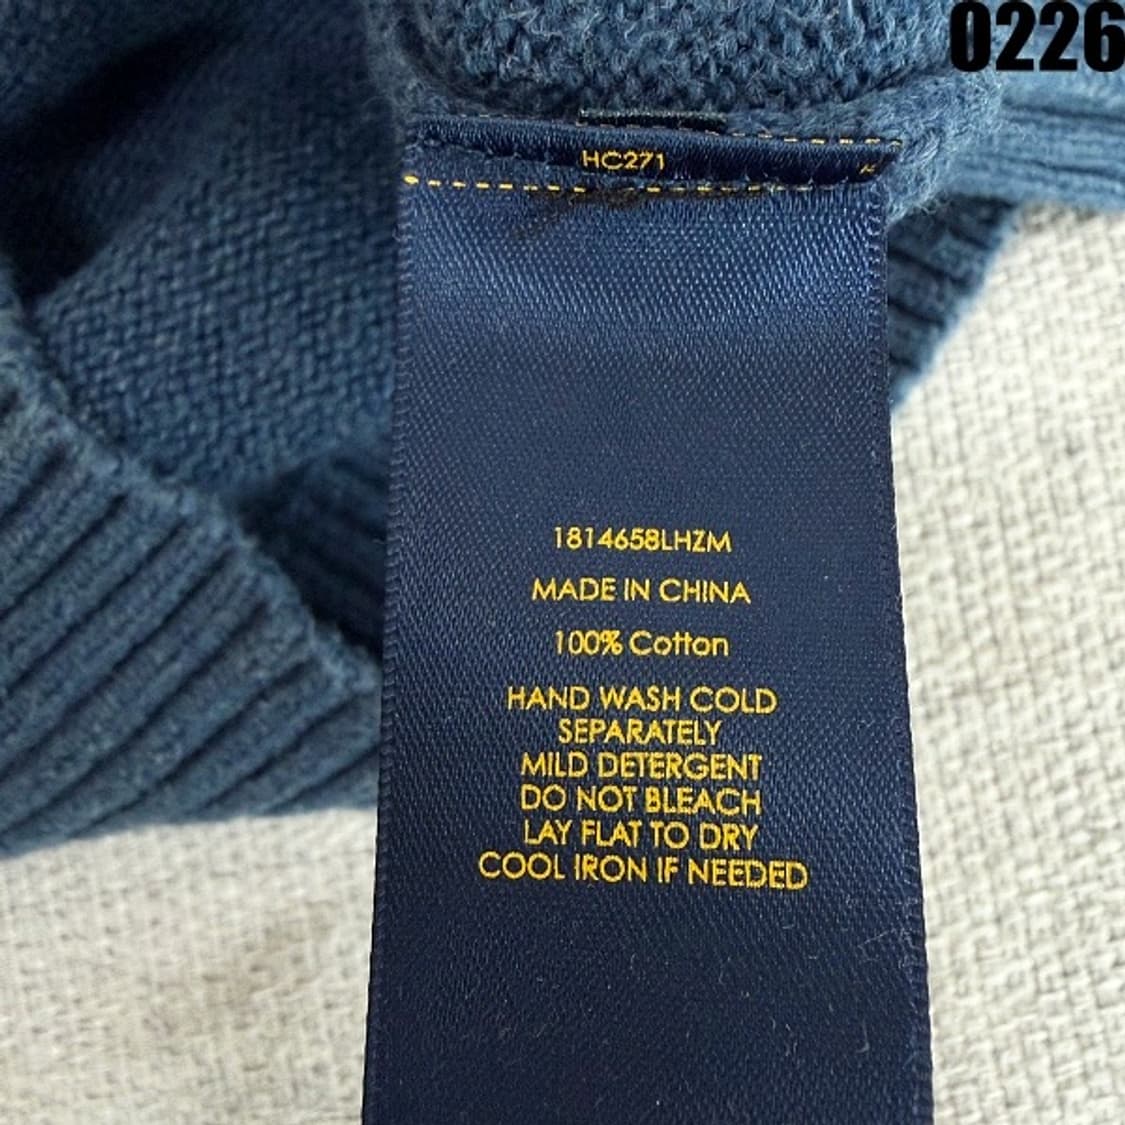 0226
HC271
1814658LHZM
MADE IN CHINA
100% Cotton
HAND WASH COLD
SEPARATELY
MILD DETERGENT
DO NOT BLEACH
LAY FLAT TO DRY
COOL IRON IF NEEDED